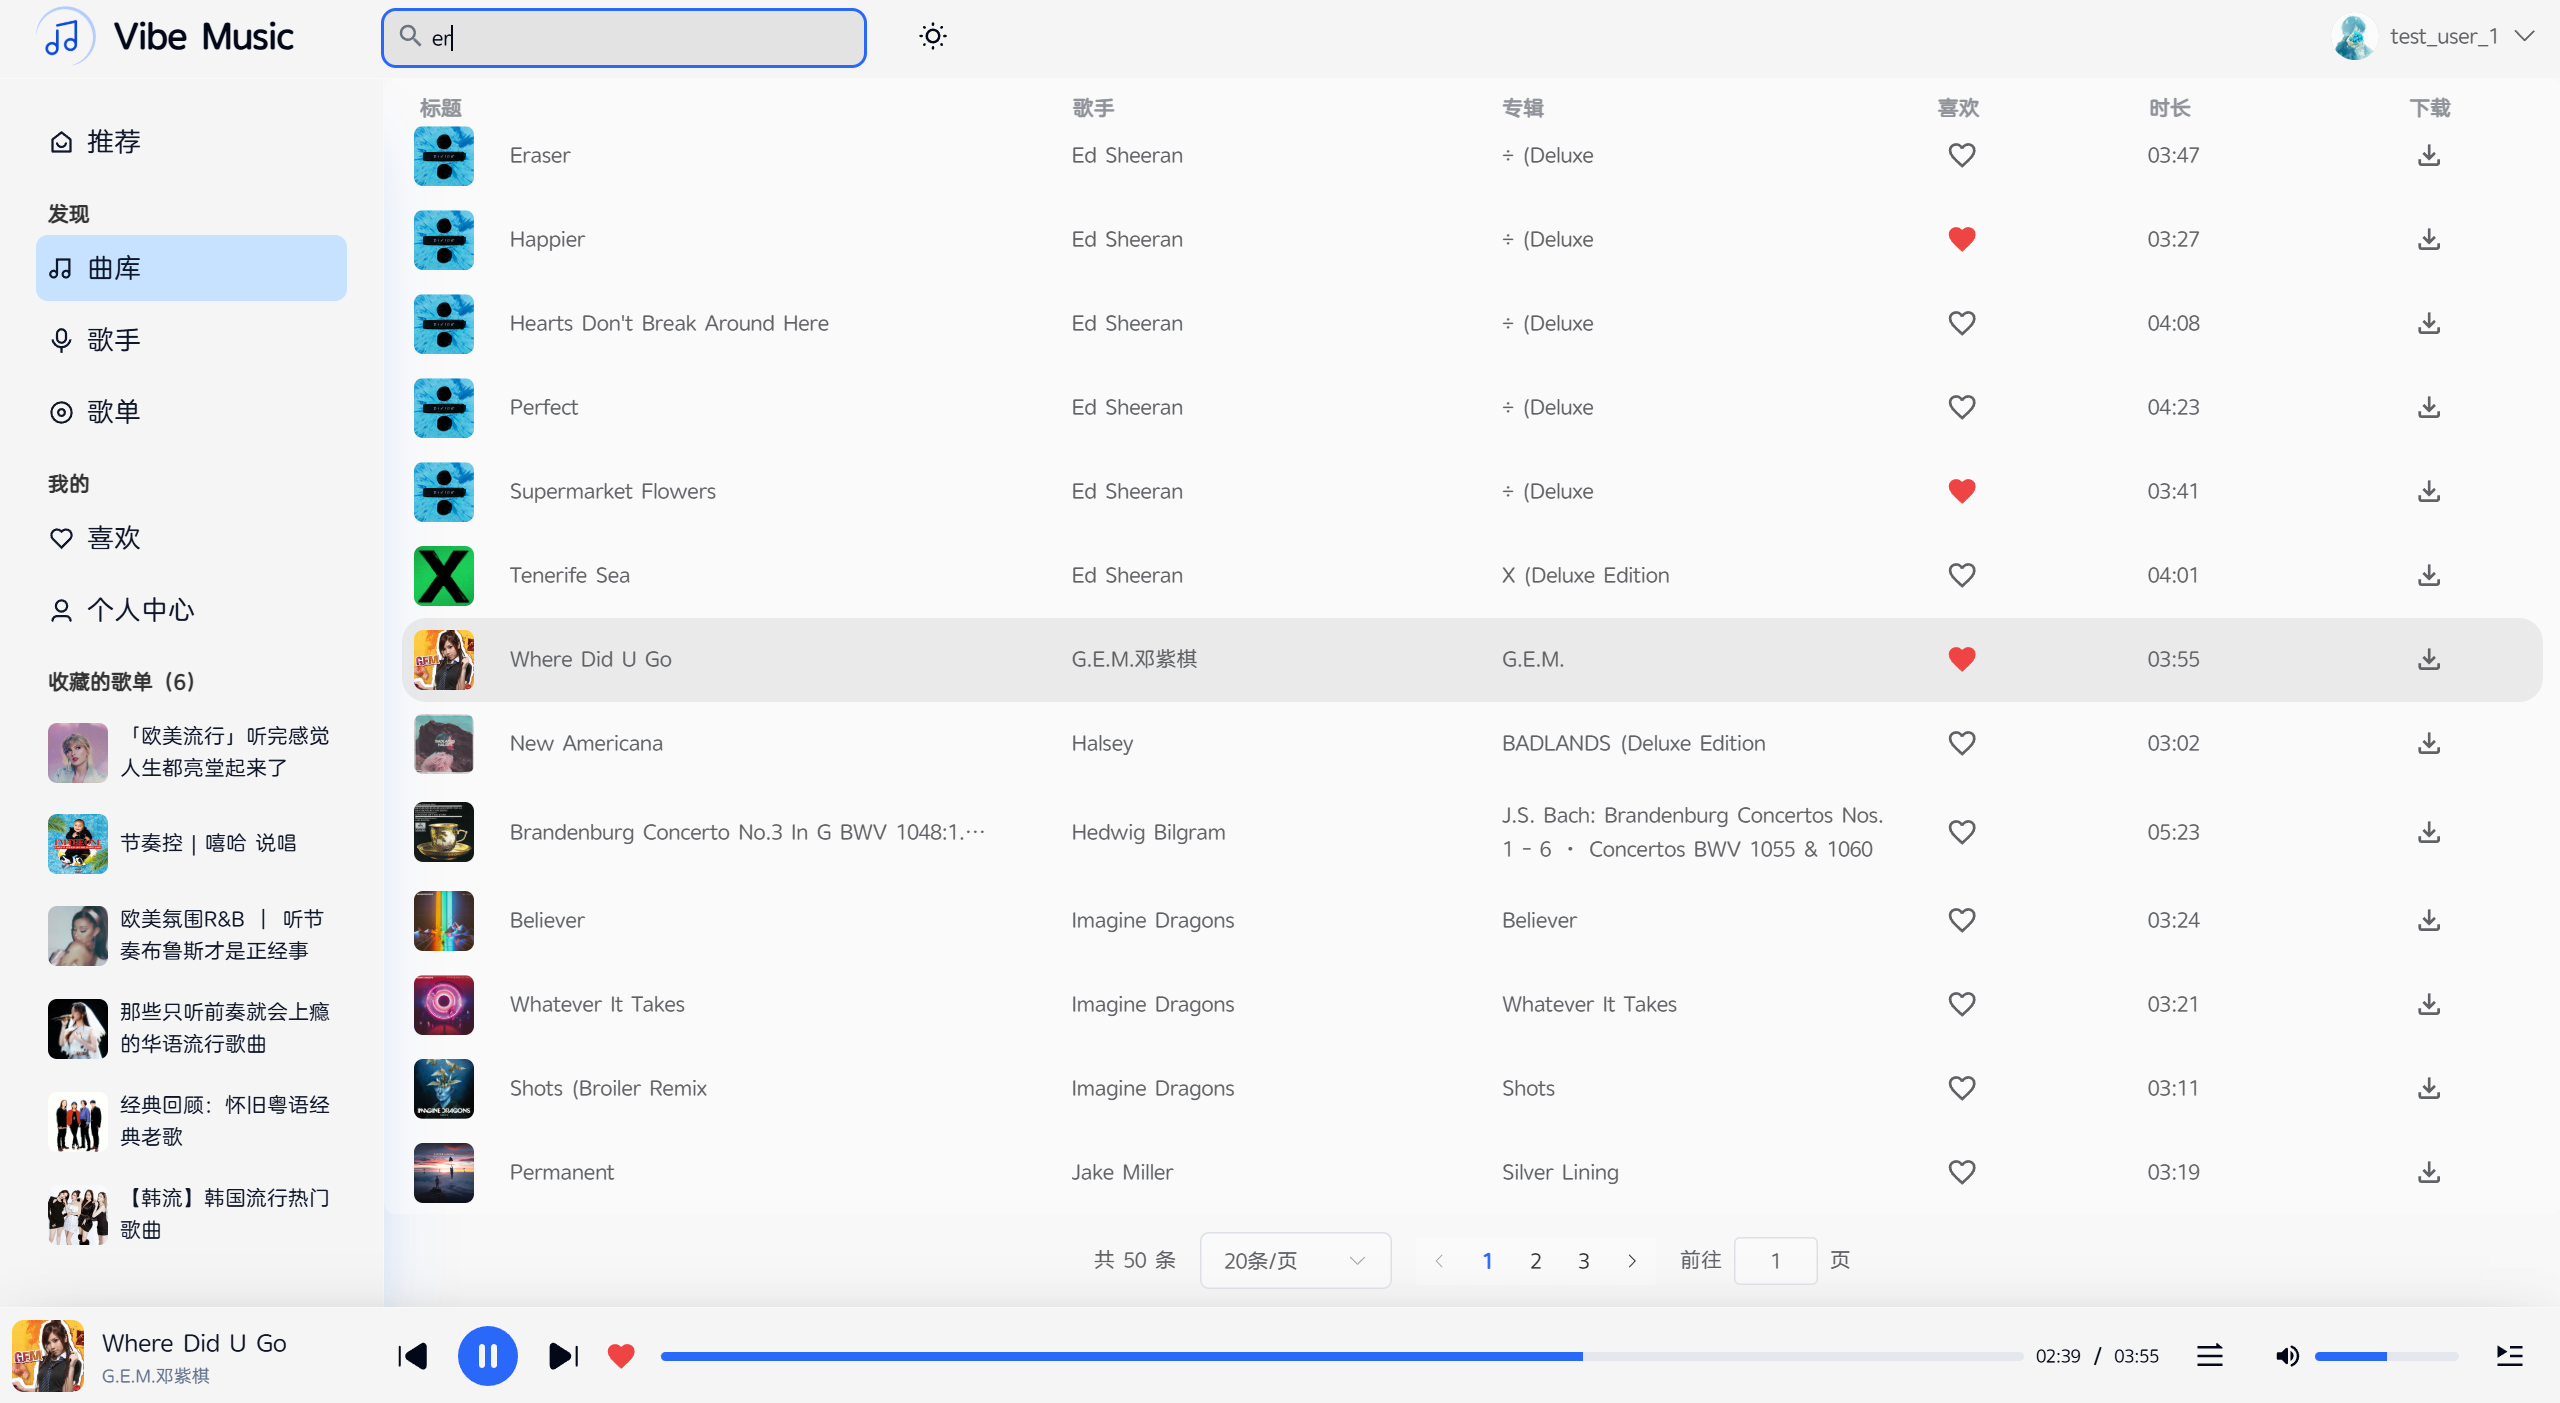 Vibe Music
er
test_user_1
推荐
发现
曲库
歌手
歌单
我的
喜欢
个人中心
收藏的歌单（6）
「欧美流行」听完感觉
人生都亮堂起来了
节奏控 | 嘻哈 说唱
欧美氛围R&B ｜ 听节
奏布鲁斯才是正经事
那些只听前奏就会上瘾
的华语流行歌曲
经典回顾：怀旧粤语经
典老歌
【韩流】韩国流行热门
歌曲
标题 歌手 专辑 喜欢 时长 下载
Eraser Ed Sheeran ÷ (Deluxe 03:47
Happier Ed Sheeran ÷ (Deluxe 03:27
Hearts Don't Break Around Here Ed Sheeran ÷ (Deluxe 04:08
Perfect Ed Sheeran ÷ (Deluxe 04:23
Supermarket Flowers Ed Sheeran ÷ (Deluxe 03:41
Tenerife Sea Ed Sheeran X (Deluxe Edition 04:01
Where Did U Go G.E.M.邓紫棋 G.E.M. 03:55
New Americana Halsey BADLANDS (Deluxe Edition 03:02
Brandenburg Concerto No.3 In G BWV 1048:1.… Hedwig Bilgram J.S. Bach: Brandenburg Concertos Nos.
1 - 6 · Concertos BWV 1055 & 1060 05:23
Believer Imagine Dragons Believer 03:24
Whatever It Takes Imagine Dragons Whatever It Takes 03:21
Shots (Broiler Remix Imagine Dragons Shots 03:11
IMAGINE DRAGONS
Permanent Jake Miller Silver Lining 03:19
共 50 条 20条/页 1 2 3 前往 1 页
GEM
Where Did U Go
G.E.M.邓紫棋
02:39 / 03:55